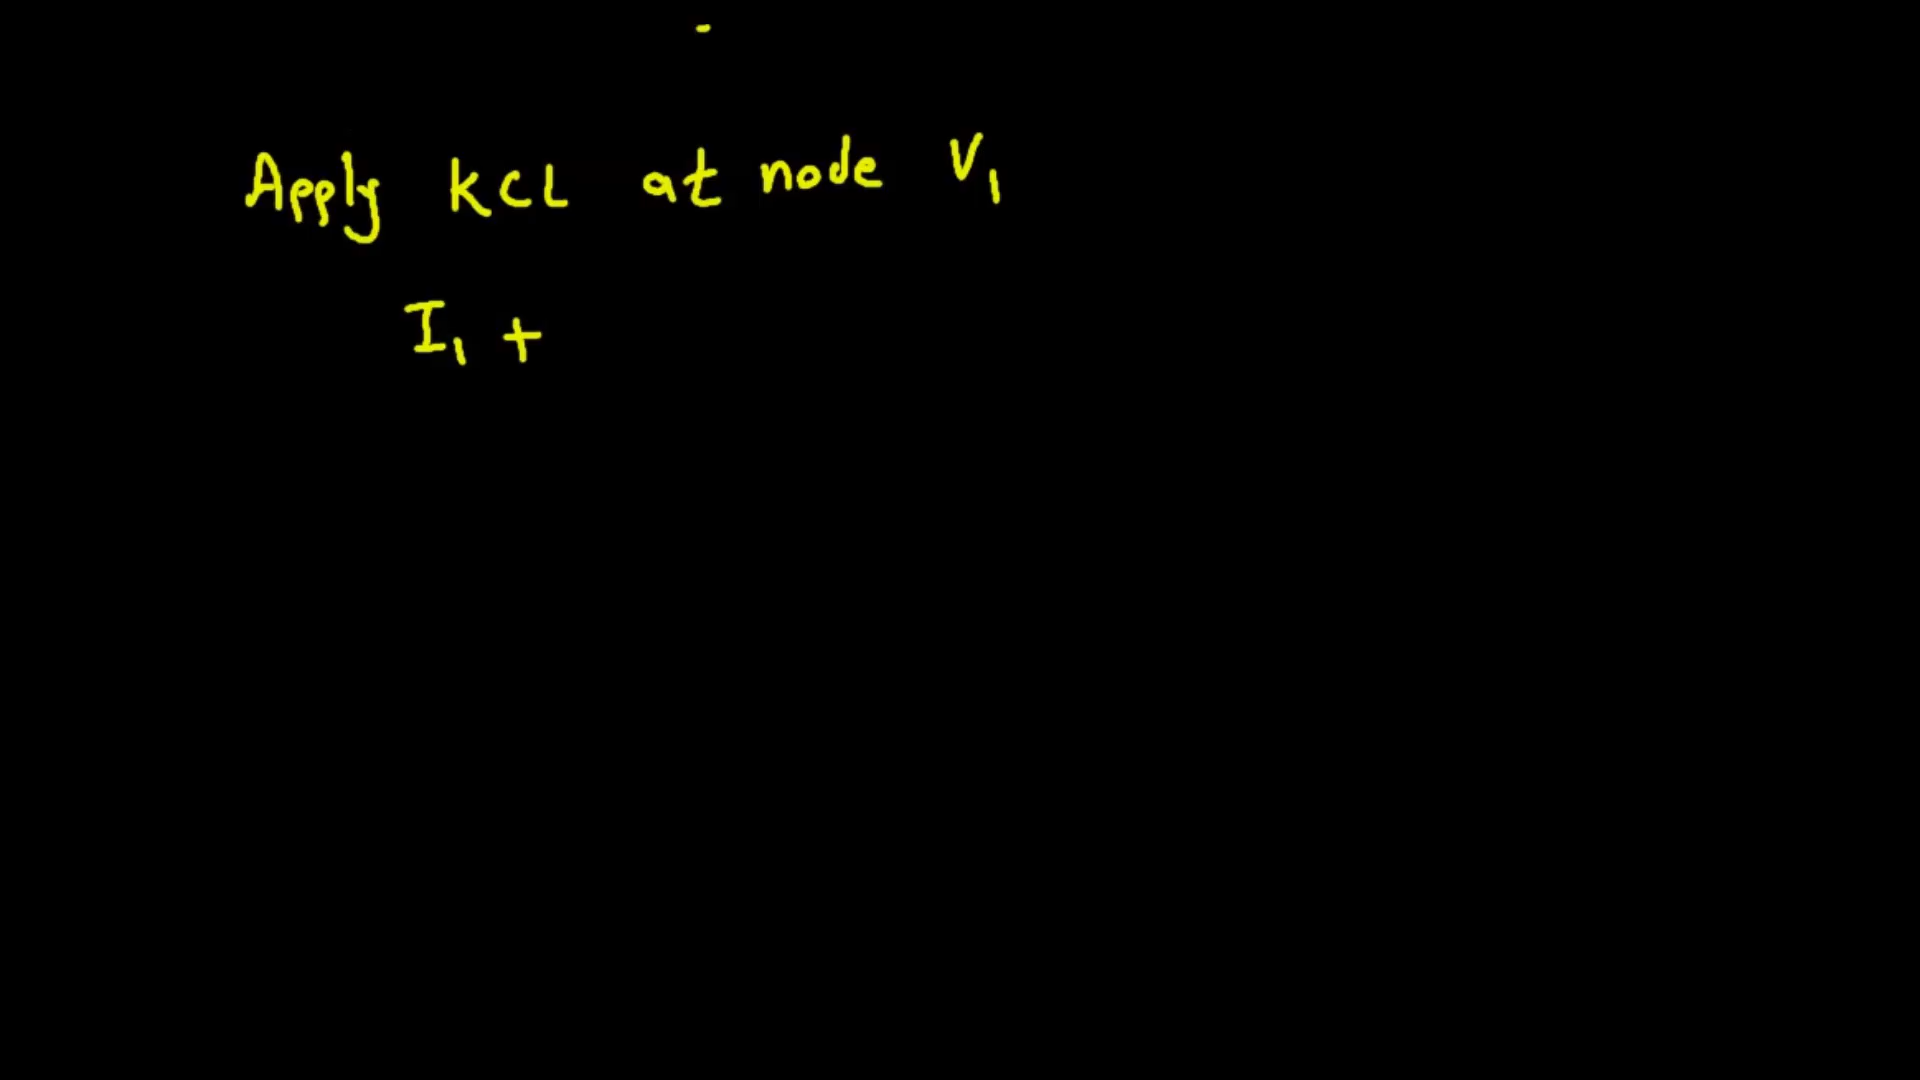 Apply KCL at node V₁
I₁ +